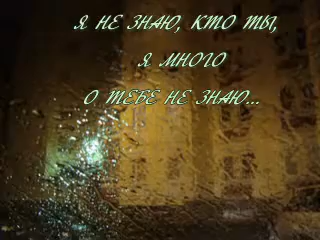 Я НЕ ЗНАЮ, КТО ТЫ,
Я МНОГО
О ТЕБЕ НЕ ЗНАЮ...